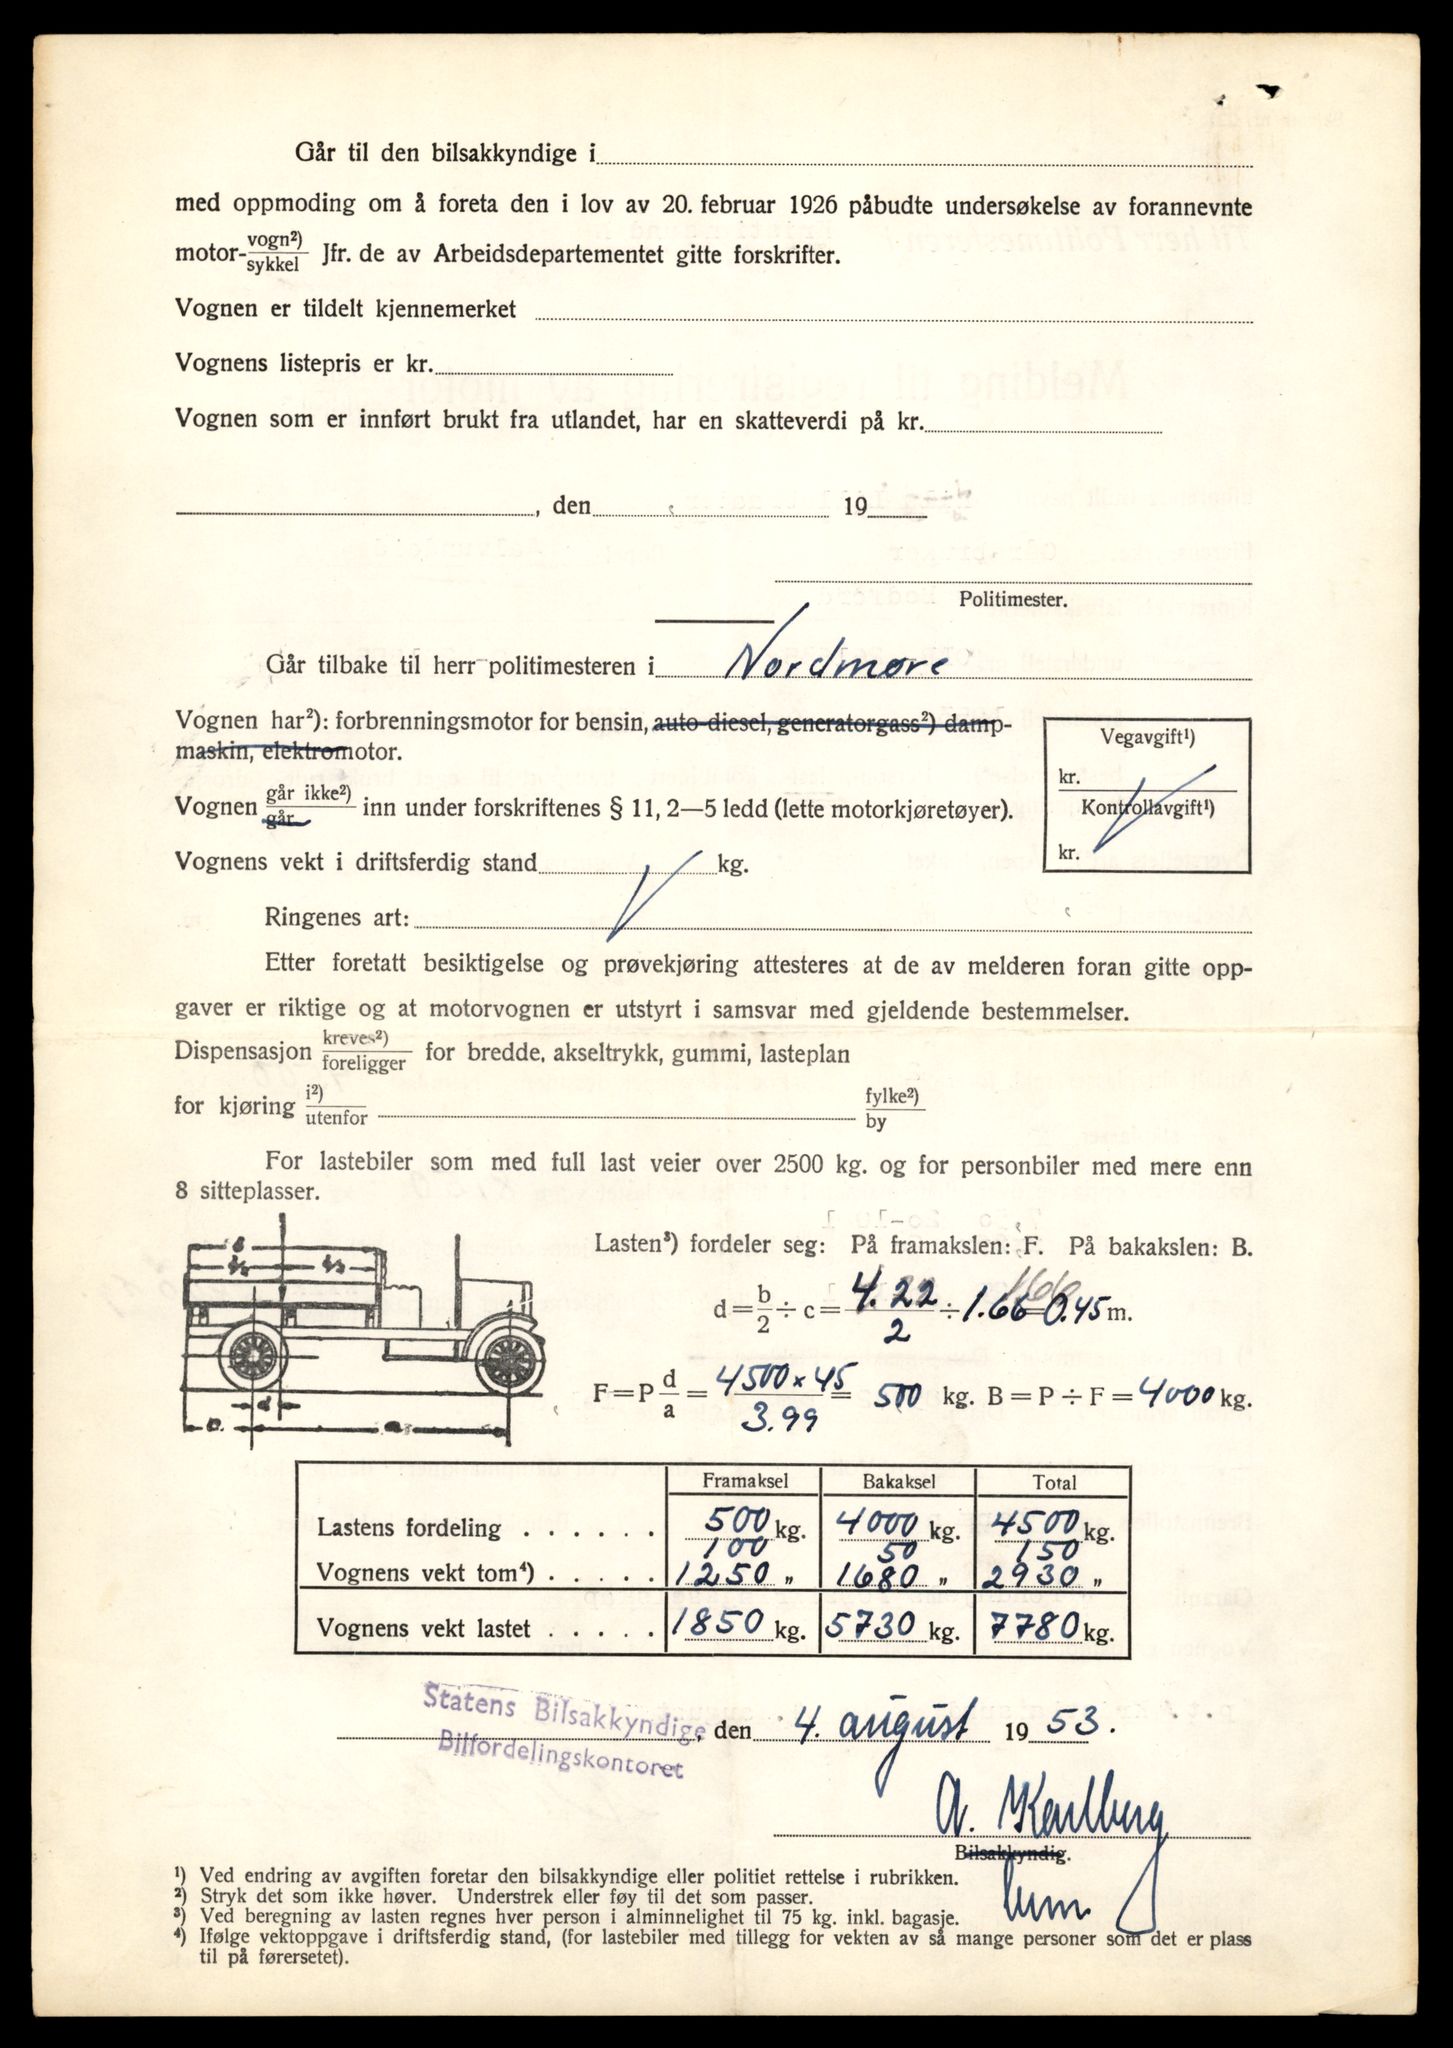 Går til den bilsakkyndige i
med oppmoding om å foreta den i lov av 20. februar 1926 påbudte undersøkelse av forannevnte
motor- vogn²) / sykkel Jfr. de av Arbeidsdepartementet gitte forskrifter.
Vognen er tildelt kjennemerket
Vognens listepris er kr.
Vognen som er innført brukt fra utlandet, har en skatteverdi på kr.
, den 19
Politimester.
Går tilbake til herr politimesteren i Nordmøre
Vognen har²): forbrenningsmotor for bensin, auto-diesel, generatorgass²) damp-
maskin, elektromotor.
Vegavgift¹)
kr.
Kontrollavgift¹)
kr.
Vognen går ikke²) / går inn under forskriftenes § 11, 2—5 ledd (lette motorkjøretøyer).
Vognens vekt i driftsferdig stand kg.
Ringenes art:
Etter foretatt besiktigelse og prøvekjøring attesteres at de av melderen foran gitte opp-
gaver er riktige og at motorvognen er utstyrt i samsvar med gjeldende bestemmelser.
Dispensasjon kreves²) / foreligger for bredde, akseltrykk, gummi, lasteplan
for kjøring i²) / utenfor fylke²) / by
For lastebiler som med full last veier over 2500 kg. og for personbiler med mere enn
8 sitteplasser.
Lasten³) fordeler seg: På framakslen: F. På bakakslen: B.
d = b/2 ÷ c = 4.22/2 ÷ 1.66 = 0.45 m.
F = P d/a = 4500 × 45 / 3.99 = 500 kg. B = P ÷ F = 4000 kg.
Framaksel Bakaksel Total
Lastens fordeling . . . . . . 500 kg. 4000 kg. 4500 kg.
100 50 150
Vognens vekt tom⁴) . . . . . 1250 „ 1680 „ 2930 „
Vognens vekt lastet . . . . . 1850 kg. 5730 kg. 7780 kg.
Statens Bilsakkyndige
Bilfordelingskontoret
, den 4. august 1953.
A. Karlberg
Bilsakkyndig.
¹) Ved endring av avgiften foretar den bilsakkyndige eller politiet rettelse i rubrikken.
²) Stryk det som ikke høver. Understrek eller føy til det som passer.
³) Ved beregning av lasten regnes hver person i alminnelighet til 75 kg. inkl. bagasje.
⁴) Ifølge vektoppgave i driftsferdig stand, (for lastebiler med tillegg for vekten av så mange personer som det er plass
til på førersetet).